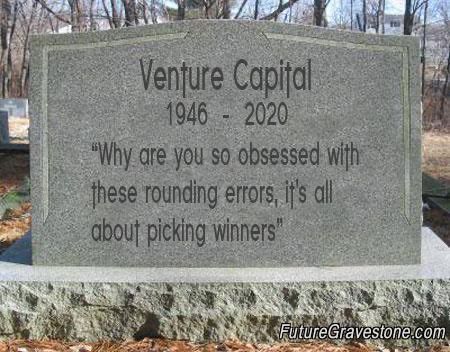 Venture Capital
1946 - 2020
“Why are you so obsessed with
these rounding errors, it's all
about picking winners”
FutureGravestone.com